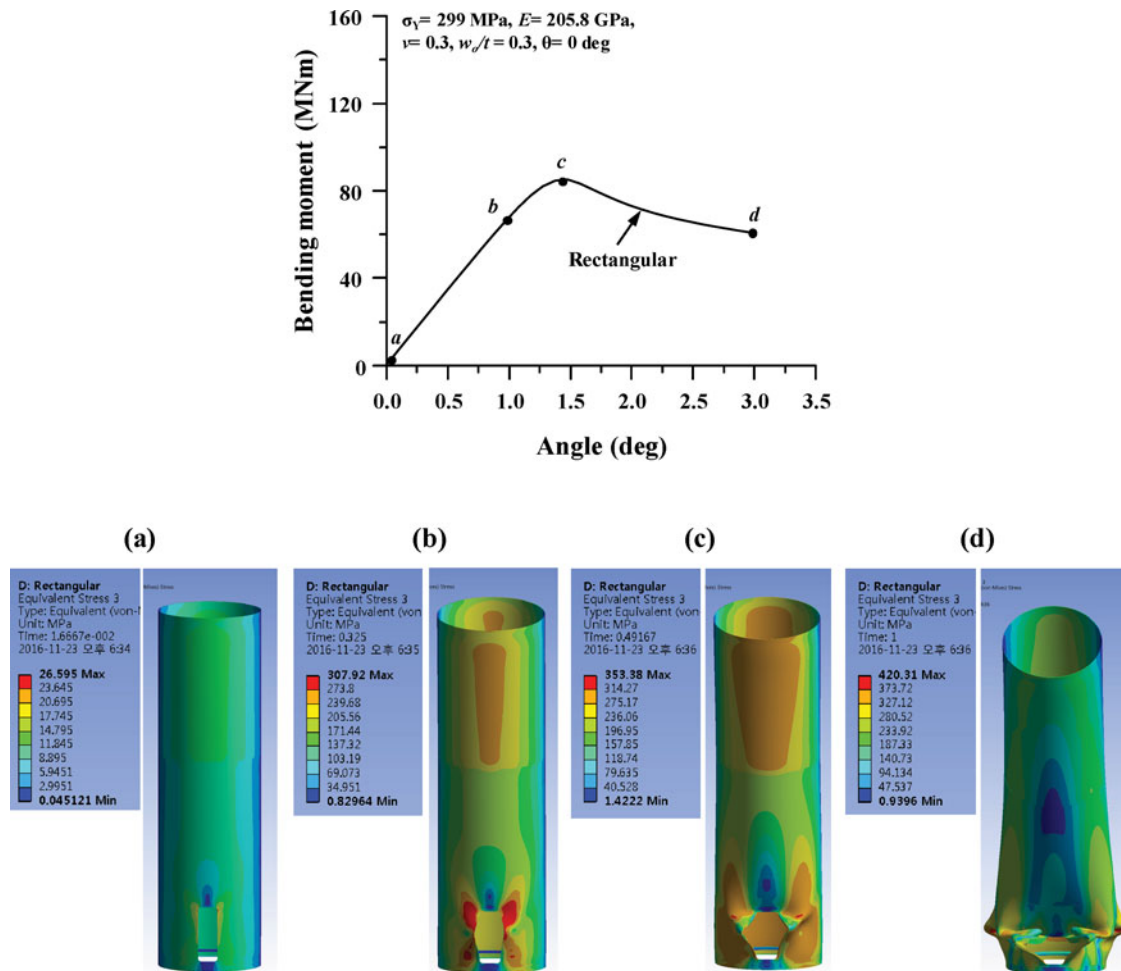 160
120
80
40
0
Bending moment (MNm)
σY= 299 MPa, E= 205.8 GPa,
ν= 0.3, wo/t = 0.3, θ= 0 deg
a
b
c
d
Rectangular
0.0 0.5 1.0 1.5 2.0 2.5 3.0 3.5
Angle (deg)
(a)
D: Rectangular
Equivalent Stress 3
Type: Equivalent (von-
Unit: MPa
Time: 1.6667e-002
2016-11-23 오후 6:34
26.595 Max
23.645
20.695
17.745
14.795
11.845
8.895
5.9451
2.9951
0.045121 Min
(b)
D: Rectangular
Equivalent Stress 3
Type: Equivalent (von-
Unit: MPa
Time: 0.325
2016-11-23 오후 6:35
307.92 Max
273.8
239.68
205.56
171.44
137.32
103.19
69.073
34.951
0.82964 Min
(c)
D: Rectangular
Equivalent Stress 3
Type: Equivalent (von-
Unit: MPa
Time: 0.49167
2016-11-23 오후 6:36
353.38 Max
314.27
275.17
236.06
196.95
157.85
118.74
79.635
40.528
1.4222 Min
(d)
D: Rectangular
Equivalent Stress 3
Type: Equivalent (von-
Unit: MPa
Time: 1
2016-11-23 오후 6:36
420.31 Max
373.72
327.12
280.52
233.92
187.33
140.73
94.134
47.537
0.9396 Min